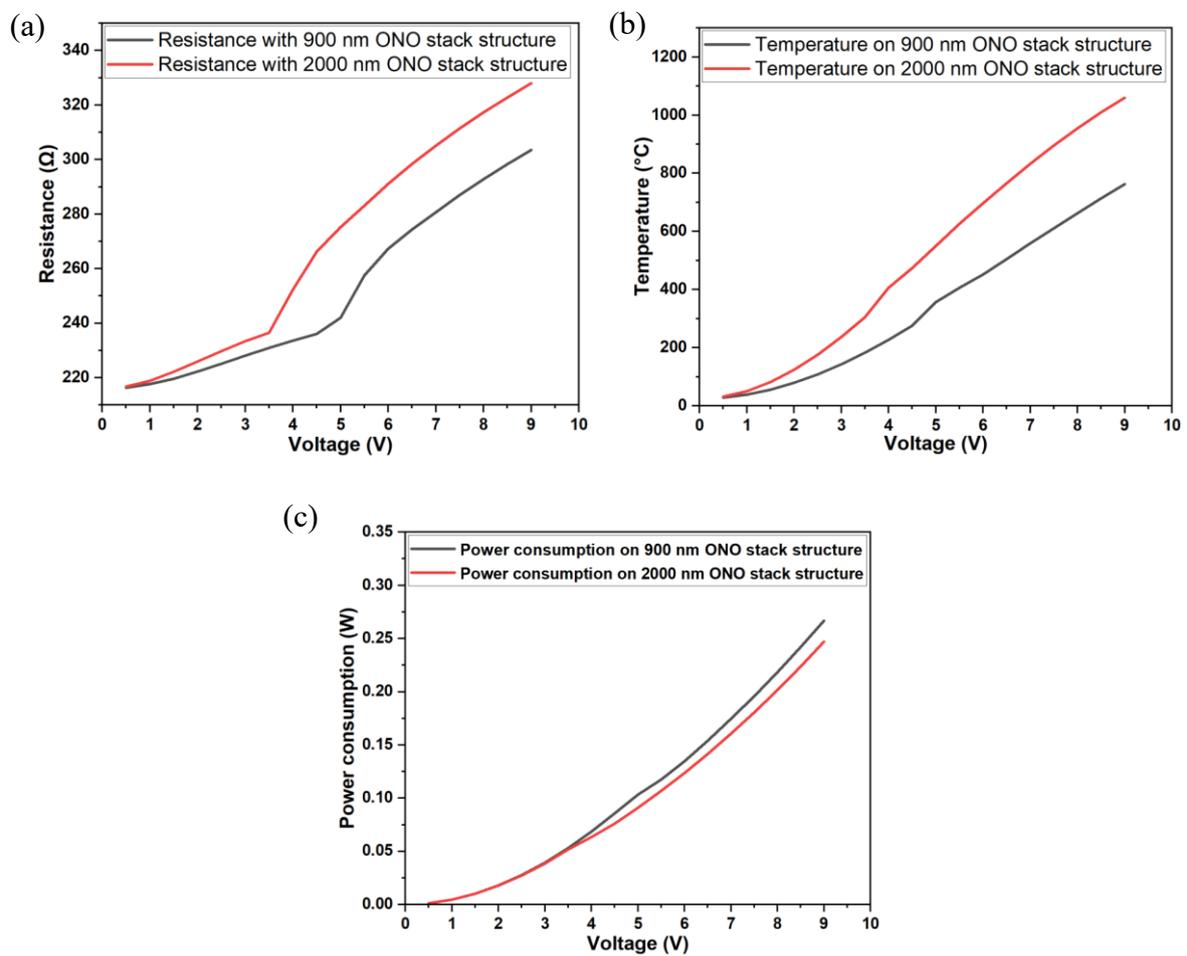 (a)
Resistance with 900 nm ONO stack structure
Resistance with 2000 nm ONO stack structure
340
320
300
280
260
240
220
Resistance (Ω)
0 1 2 3 4 5 6 7 8 9 10
Voltage (V)
(b)
Temperature on 900 nm ONO stack structure
Temperature on 2000 nm ONO stack structure
1200
1000
800
600
400
200
0
Temperature (°C)
0 1 2 3 4 5 6 7 8 9 10
Voltage (V)
(c)
Power consumption on 900 nm ONO stack structure
Power consumption on 2000 nm ONO stack structure
0.35
0.30
0.25
0.20
0.15
0.10
0.05
0.00
Power consumption (W)
0 1 2 3 4 5 6 7 8 9 10
Voltage (V)